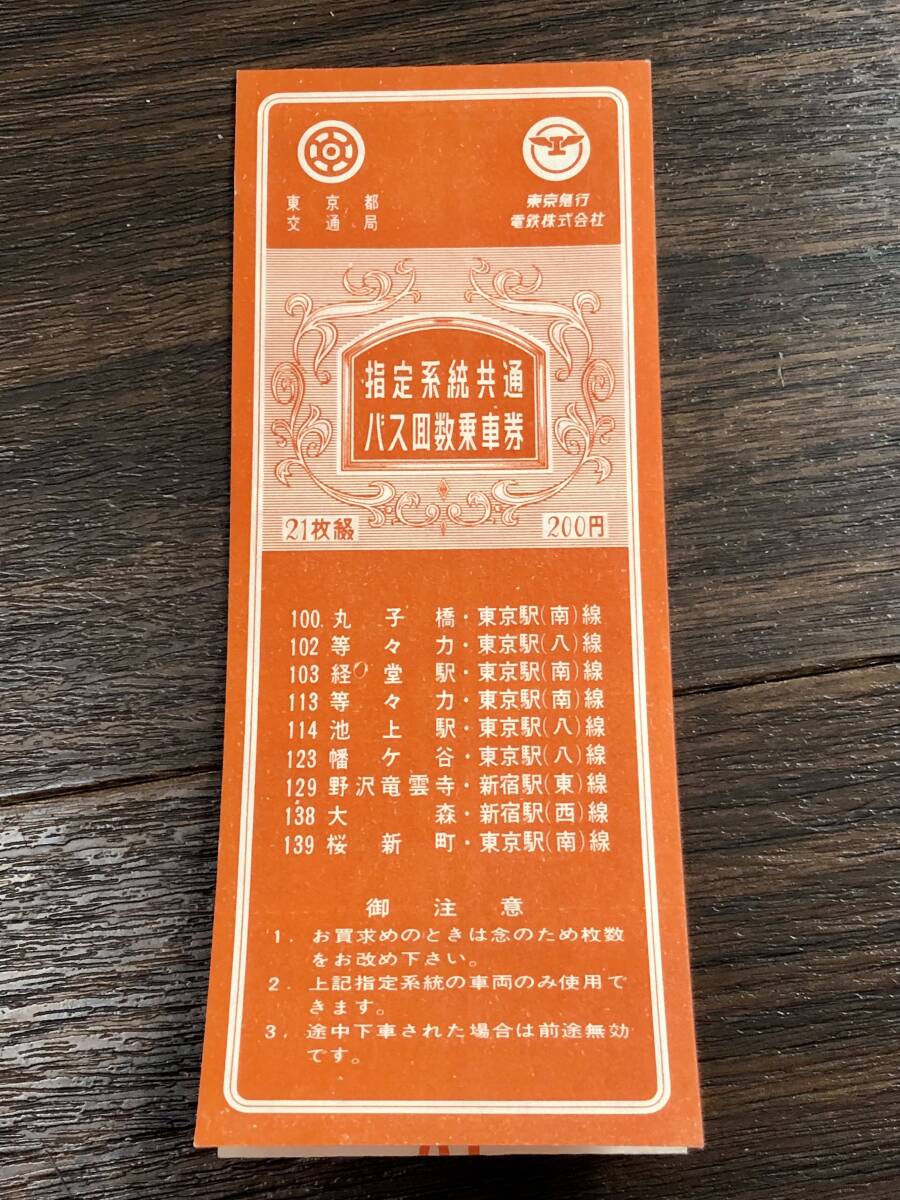 東京都
交通局
東京急行
電鉄株式会社
指定系統共通
バス回数乗車券
21枚綴
200円
100 丸子橋・東京駅(南)線
102 等々力・東京駅(八)線
103 経堂駅・東京駅(南)線
113 等々力・東京駅(南)線
114 池上駅・東京駅(八)線
123 幡ケ谷・東京駅(八)線
129 野沢竜雲寺・新宿駅(東)線
138 大森・新宿駅(西)線
139 桜新町・東京駅(南)線
御注意
1. お買求めのときは念のため枚数
をお改め下さい。
2. 上記指定系統の車両のみ使用で
きます。
3. 途中下車された場合は前途無効
です。